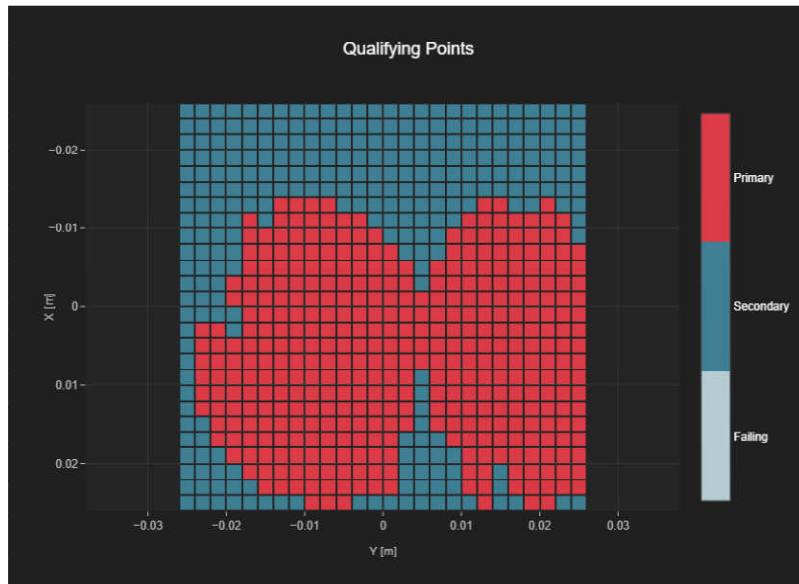 Qualifying Points
−0.02
−0.01
0
0.01
0.02
X [m]
−0.03
−0.02
−0.01
0
0.01
0.02
0.03
Y [m]
Primary
Secondary
Failing